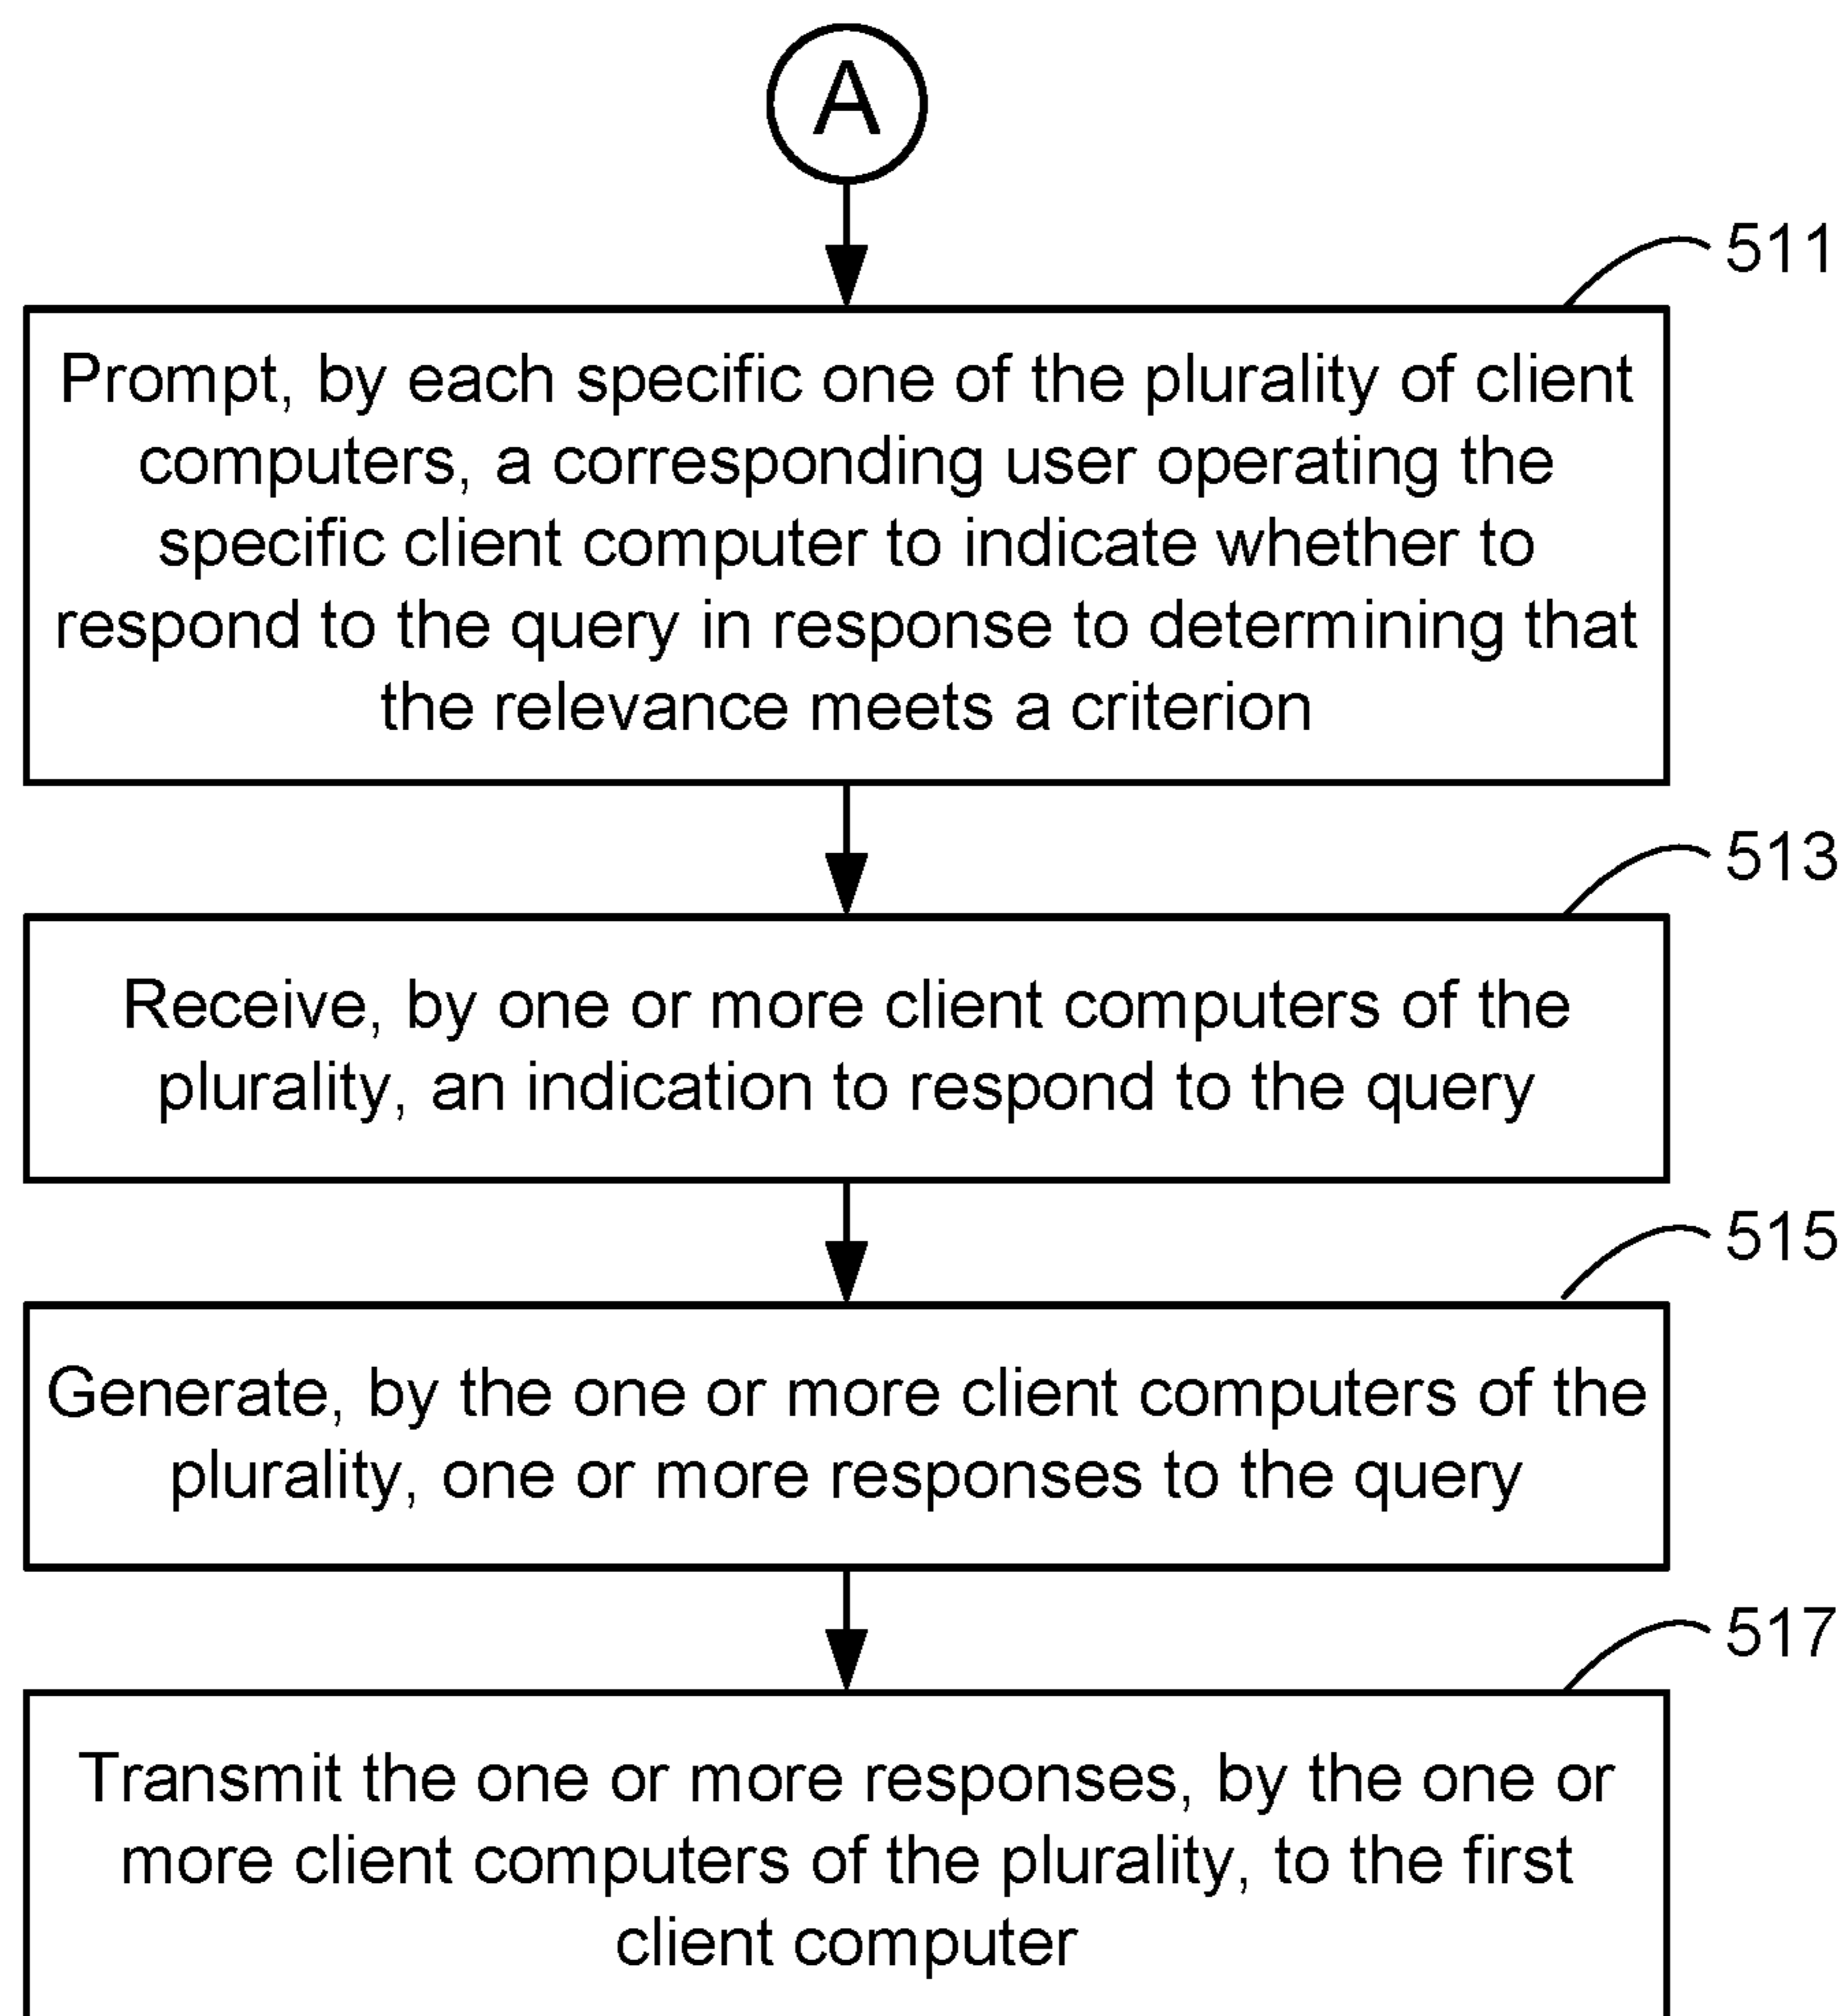 A
511
Prompt, by each specific one of the plurality of client
computers, a corresponding user operating the
specific client computer to indicate whether to
respond to the query in response to determining that
the relevance meets a criterion
513
Receive, by one or more client computers of the
plurality, an indication to respond to the query
515
Generate, by the one or more client computers of the
plurality, one or more responses to the query
517
Transmit the one or more responses, by the one or
more client computers of the plurality, to the first
client computer